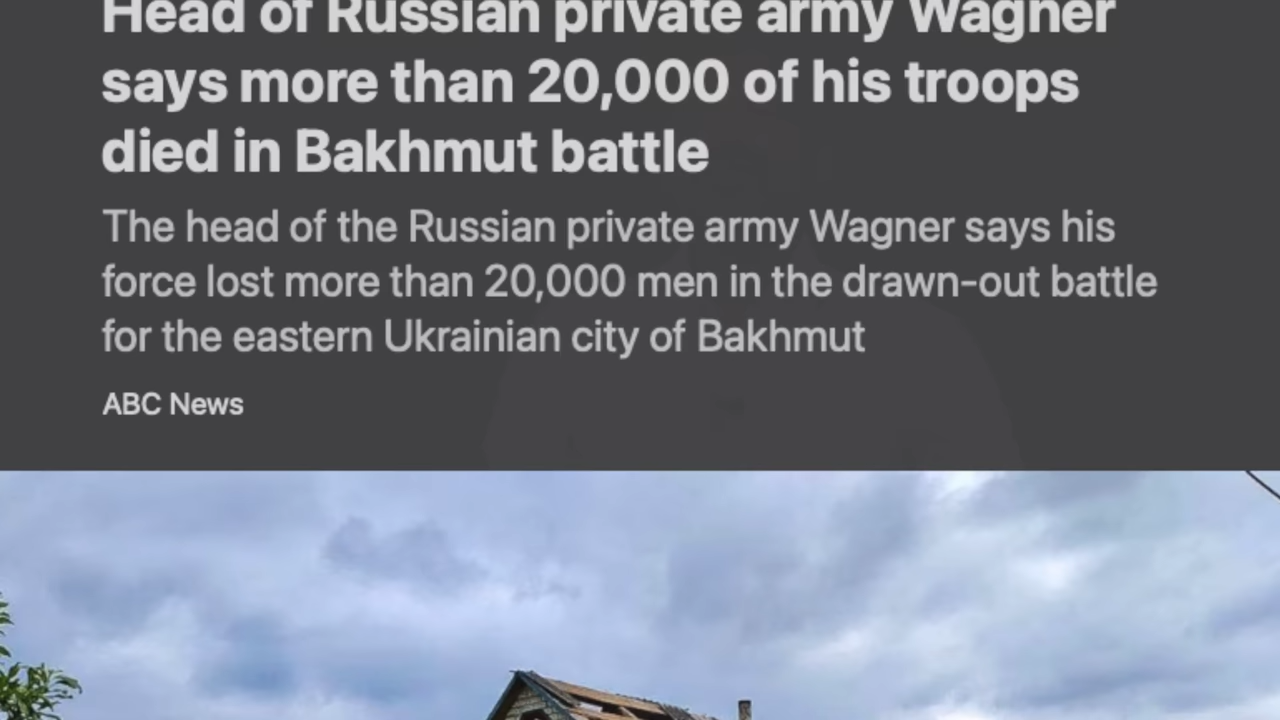 Head of Russian private army Wagner
says more than 20,000 of his troops
died in Bakhmut battle
The head of the Russian private army Wagner says his
force lost more than 20,000 men in the drawn-out battle
for the eastern Ukrainian city of Bakhmut
ABC News